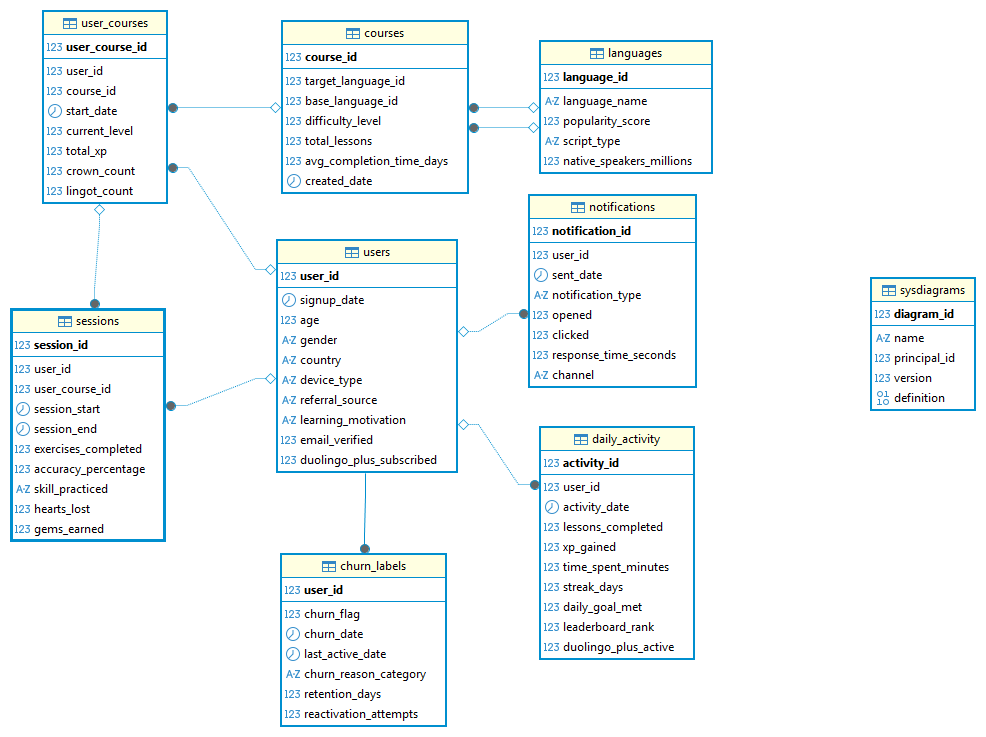 user_courses
123 user_course_id
123 user_id
123 course_id
start_date
123 current_level
123 total_xp
123 crown_count
123 lingot_count
courses
123 course_id
123 target_language_id
123 base_language_id
123 difficulty_level
123 total_lessons
123 avg_completion_time_days
created_date
languages
123 language_id
A-Z language_name
123 popularity_score
A-Z script_type
123 native_speakers_millions
notifications
123 notification_id
123 user_id
sent_date
A-Z notification_type
123 opened
123 clicked
123 response_time_seconds
A-Z channel
users
123 user_id
signup_date
123 age
A-Z gender
A-Z country
A-Z device_type
A-Z referral_source
A-Z learning_motivation
123 email_verified
123 duolingo_plus_subscribed
sysdiagrams
123 diagram_id
A-Z name
123 principal_id
123 version
01
10 definition
sessions
123 session_id
123 user_id
123 user_course_id
session_start
session_end
123 exercises_completed
123 accuracy_percentage
A-Z skill_practiced
123 hearts_lost
123 gems_earned
daily_activity
123 activity_id
123 user_id
activity_date
123 lessons_completed
123 xp_gained
123 time_spent_minutes
123 streak_days
123 daily_goal_met
123 leaderboard_rank
123 duolingo_plus_active
churn_labels
123 user_id
123 churn_flag
churn_date
last_active_date
A-Z churn_reason_category
123 retention_days
123 reactivation_attempts